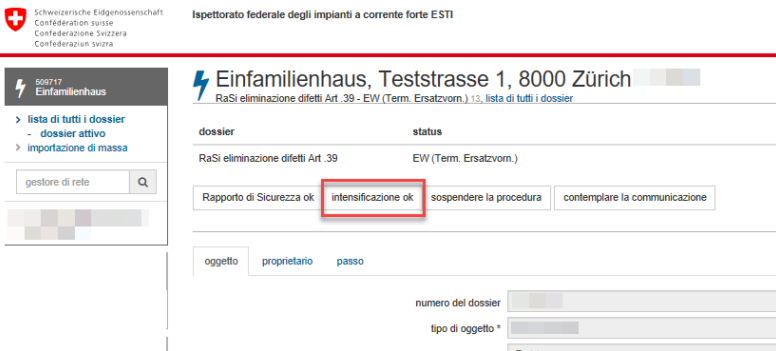 Schweizerische Eidgenossenschaft
Confédération suisse
Confederazione Svizzera
Confederaziun svizra
Ispettorato federale degli impianti a corrente forte ESTI
509717
Einfamilienhaus
lista di tutti i dossier
- dossier attivo
importazione di massa
gestore di rete
Einfamilienhaus, Teststrasse 1, 8000 Zürich
RaSi eliminazione difetti Art .39 - EW (Term. Ersatzvorn.) 13, lista di tutti i dossier
dossier status
RaSi eliminazione difetti Art .39 EW (Term. Ersatzvorn.)
Rapporto di Sicurezza ok intensificazione ok sospendere la procedura contemplare la communicazione
oggetto proprietario passo
numero del dossier
tipo di oggetto *